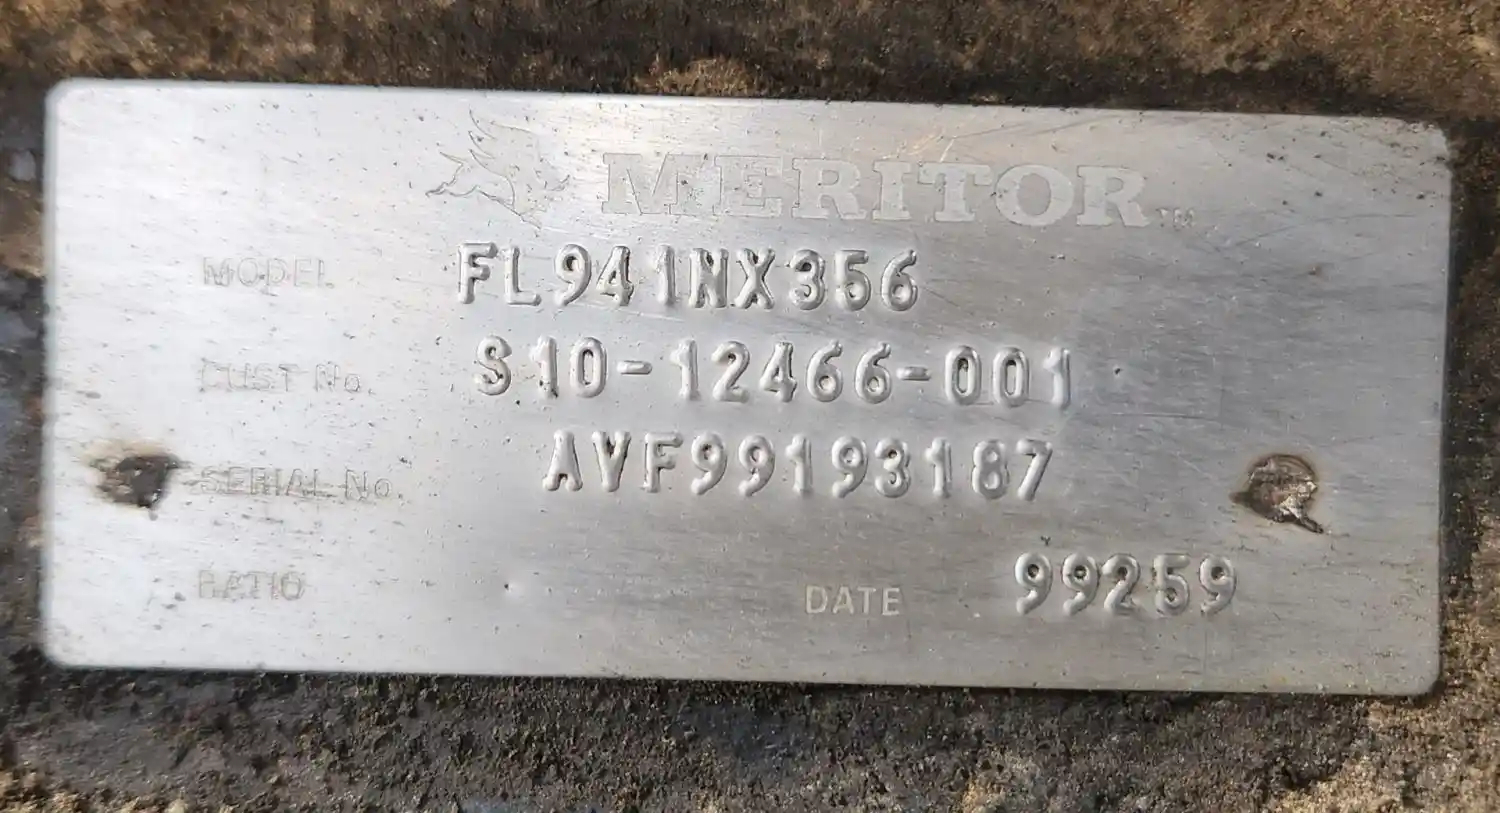 MERITOR™
MODEL FL941NX356
CUST No. S10-12466-001
SERIAL No. AVF99193187
RATIO DATE 99259